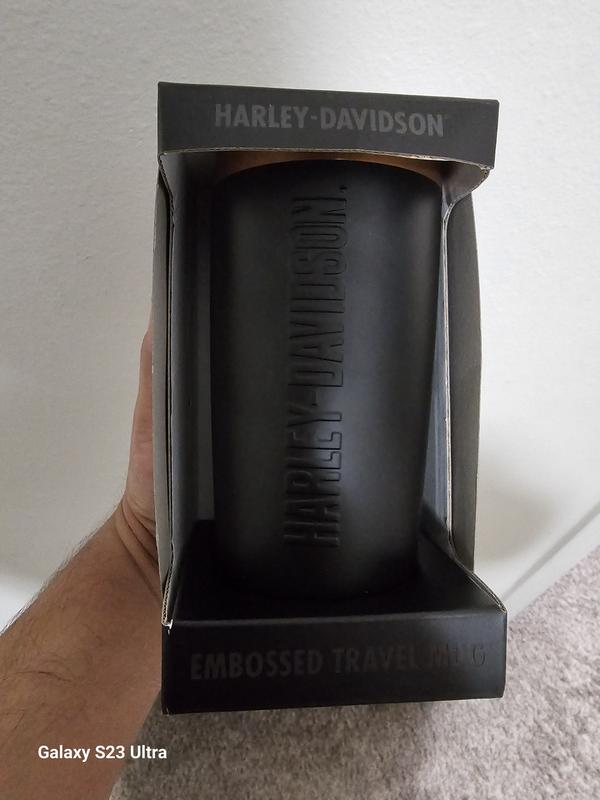 HARLEY-DAVIDSON
HARLEY-DAVIDSON.
EMBOSSED TRAVEL MUG
Galaxy S23 Ultra